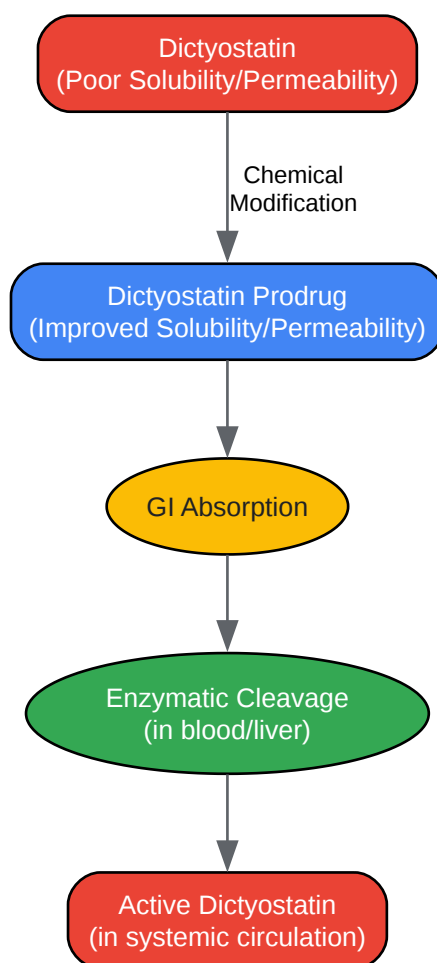 Dictyostatin
(Poor Solubility/Permeability)
Chemical
Modification
Dictyostatin Prodrug
(Improved Solubility/Permeability)
GI Absorption
Enzymatic Cleavage
(in blood/liver)
Active Dictyostatin
(in systemic circulation)